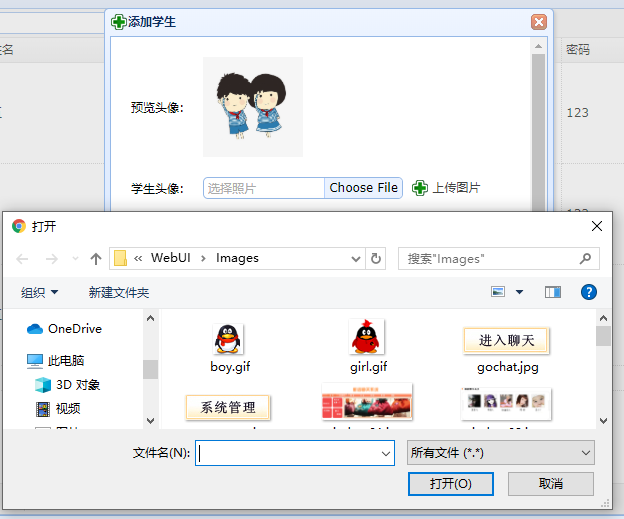 添加学生
姓名
密码
预览头像:
123
学生头像:
选择照片
Choose File
上传图片
打开
« WebUI › Images
搜索"Images"
组织
新建文件夹
OneDrive
此电脑
3D 对象
视频
boy.gif
girl.gif
进入聊天
gochat.jpg
系统管理
文件名(N):
所有文件 (*.*)
打开(O)
取消